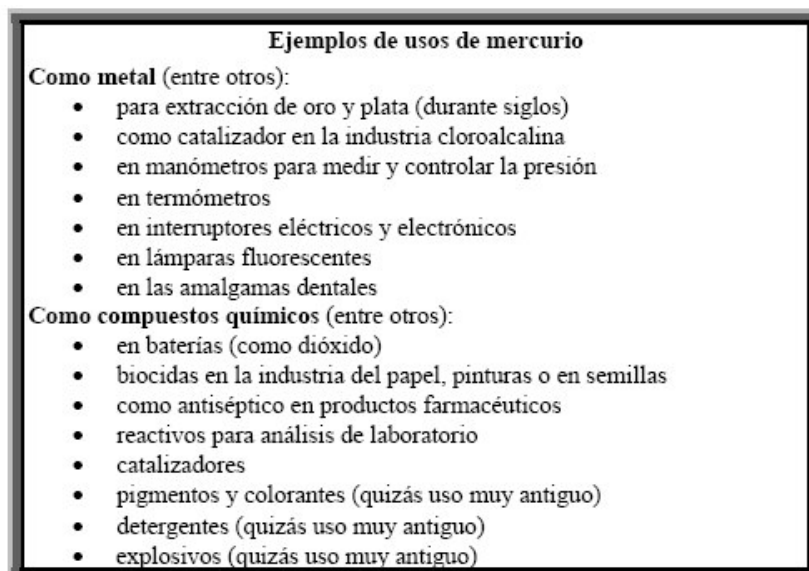 Ejemplos de usos de mercurio
Como metal (entre otros):
• para extracción de oro y plata (durante siglos)
• como catalizador en la industria cloroalcalina
• en manómetros para medir y controlar la presión
• en termómetros
• en interruptores eléctricos y electrónicos
• en lámparas fluorescentes
• en las amalgamas dentales
Como compuestos químicos (entre otros):
• en baterías (como dióxido)
• biocidas en la industria del papel, pinturas o en semillas
• como antiséptico en productos farmacéuticos
• reactivos para análisis de laboratorio
• catalizadores
• pigmentos y colorantes (quizás uso muy antiguo)
• detergentes (quizás uso muy antiguo)
• explosivos (quizás uso muy antiguo)